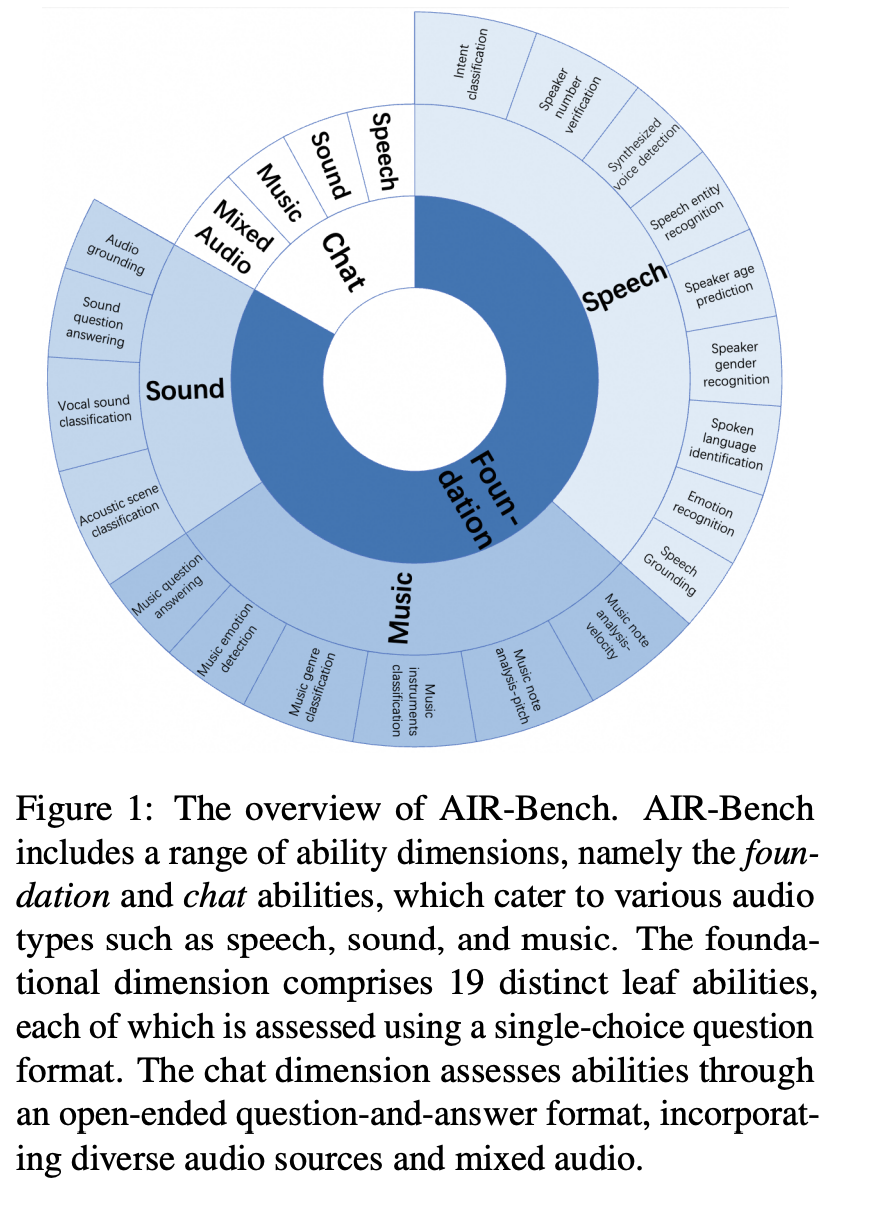 Intent
classification
Speaker
number
verification
Synthesized
voice detection
Speech entity
recognition
Speaker age
prediction
Speaker
gender
recognition
Spoken
language
identification
Emotion
recognition
Speech
Grounding
Music note
analysis-
velocity
Music note
analysis-pitch
Music
instruments
classification
Music genre
classification
Music emotion
detection
Music question
answering
Acoustic scene
classification
Vocal sound
classification
Sound
question
answering
Audio
grounding
Mixed
Audio
Music
Sound
Speech
Chat
Speech
Sound
Music
Foun-
dation
Figure 1: The overview of AIR-Bench. AIR-Bench
includes a range of ability dimensions, namely the foun-
dation and chat abilities, which cater to various audio
types such as speech, sound, and music. The founda-
tional dimension comprises 19 distinct leaf abilities,
each of which is assessed using a single-choice question
format. The chat dimension assesses abilities through
an open-ended question-and-answer format, incorporat-
ing diverse audio sources and mixed audio.